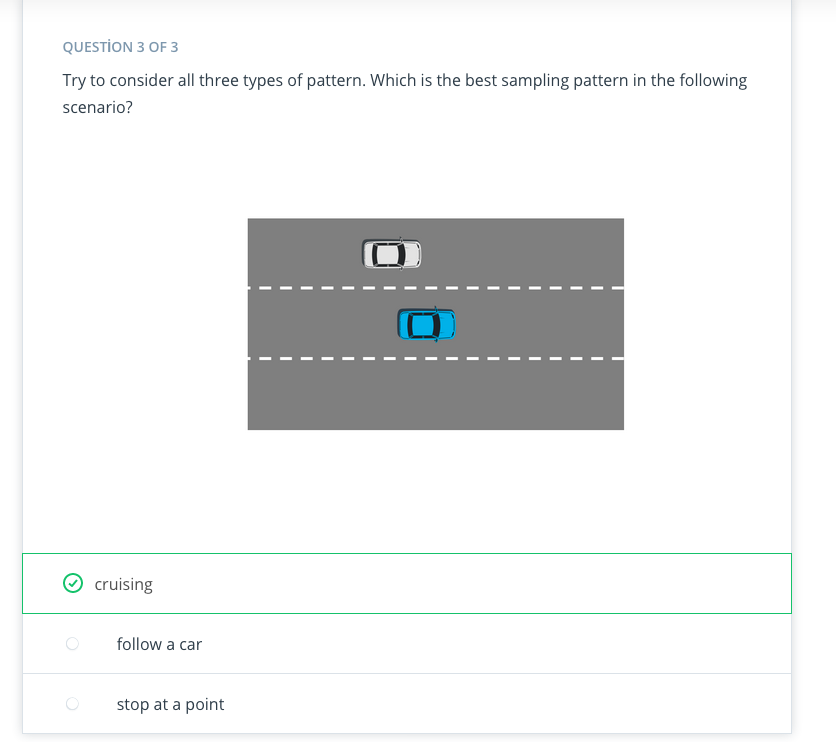 QUESTİON 3 OF 3
Try to consider all three types of pattern. Which is the best sampling pattern in the following
scenario?
cruising
follow a car
stop at a point